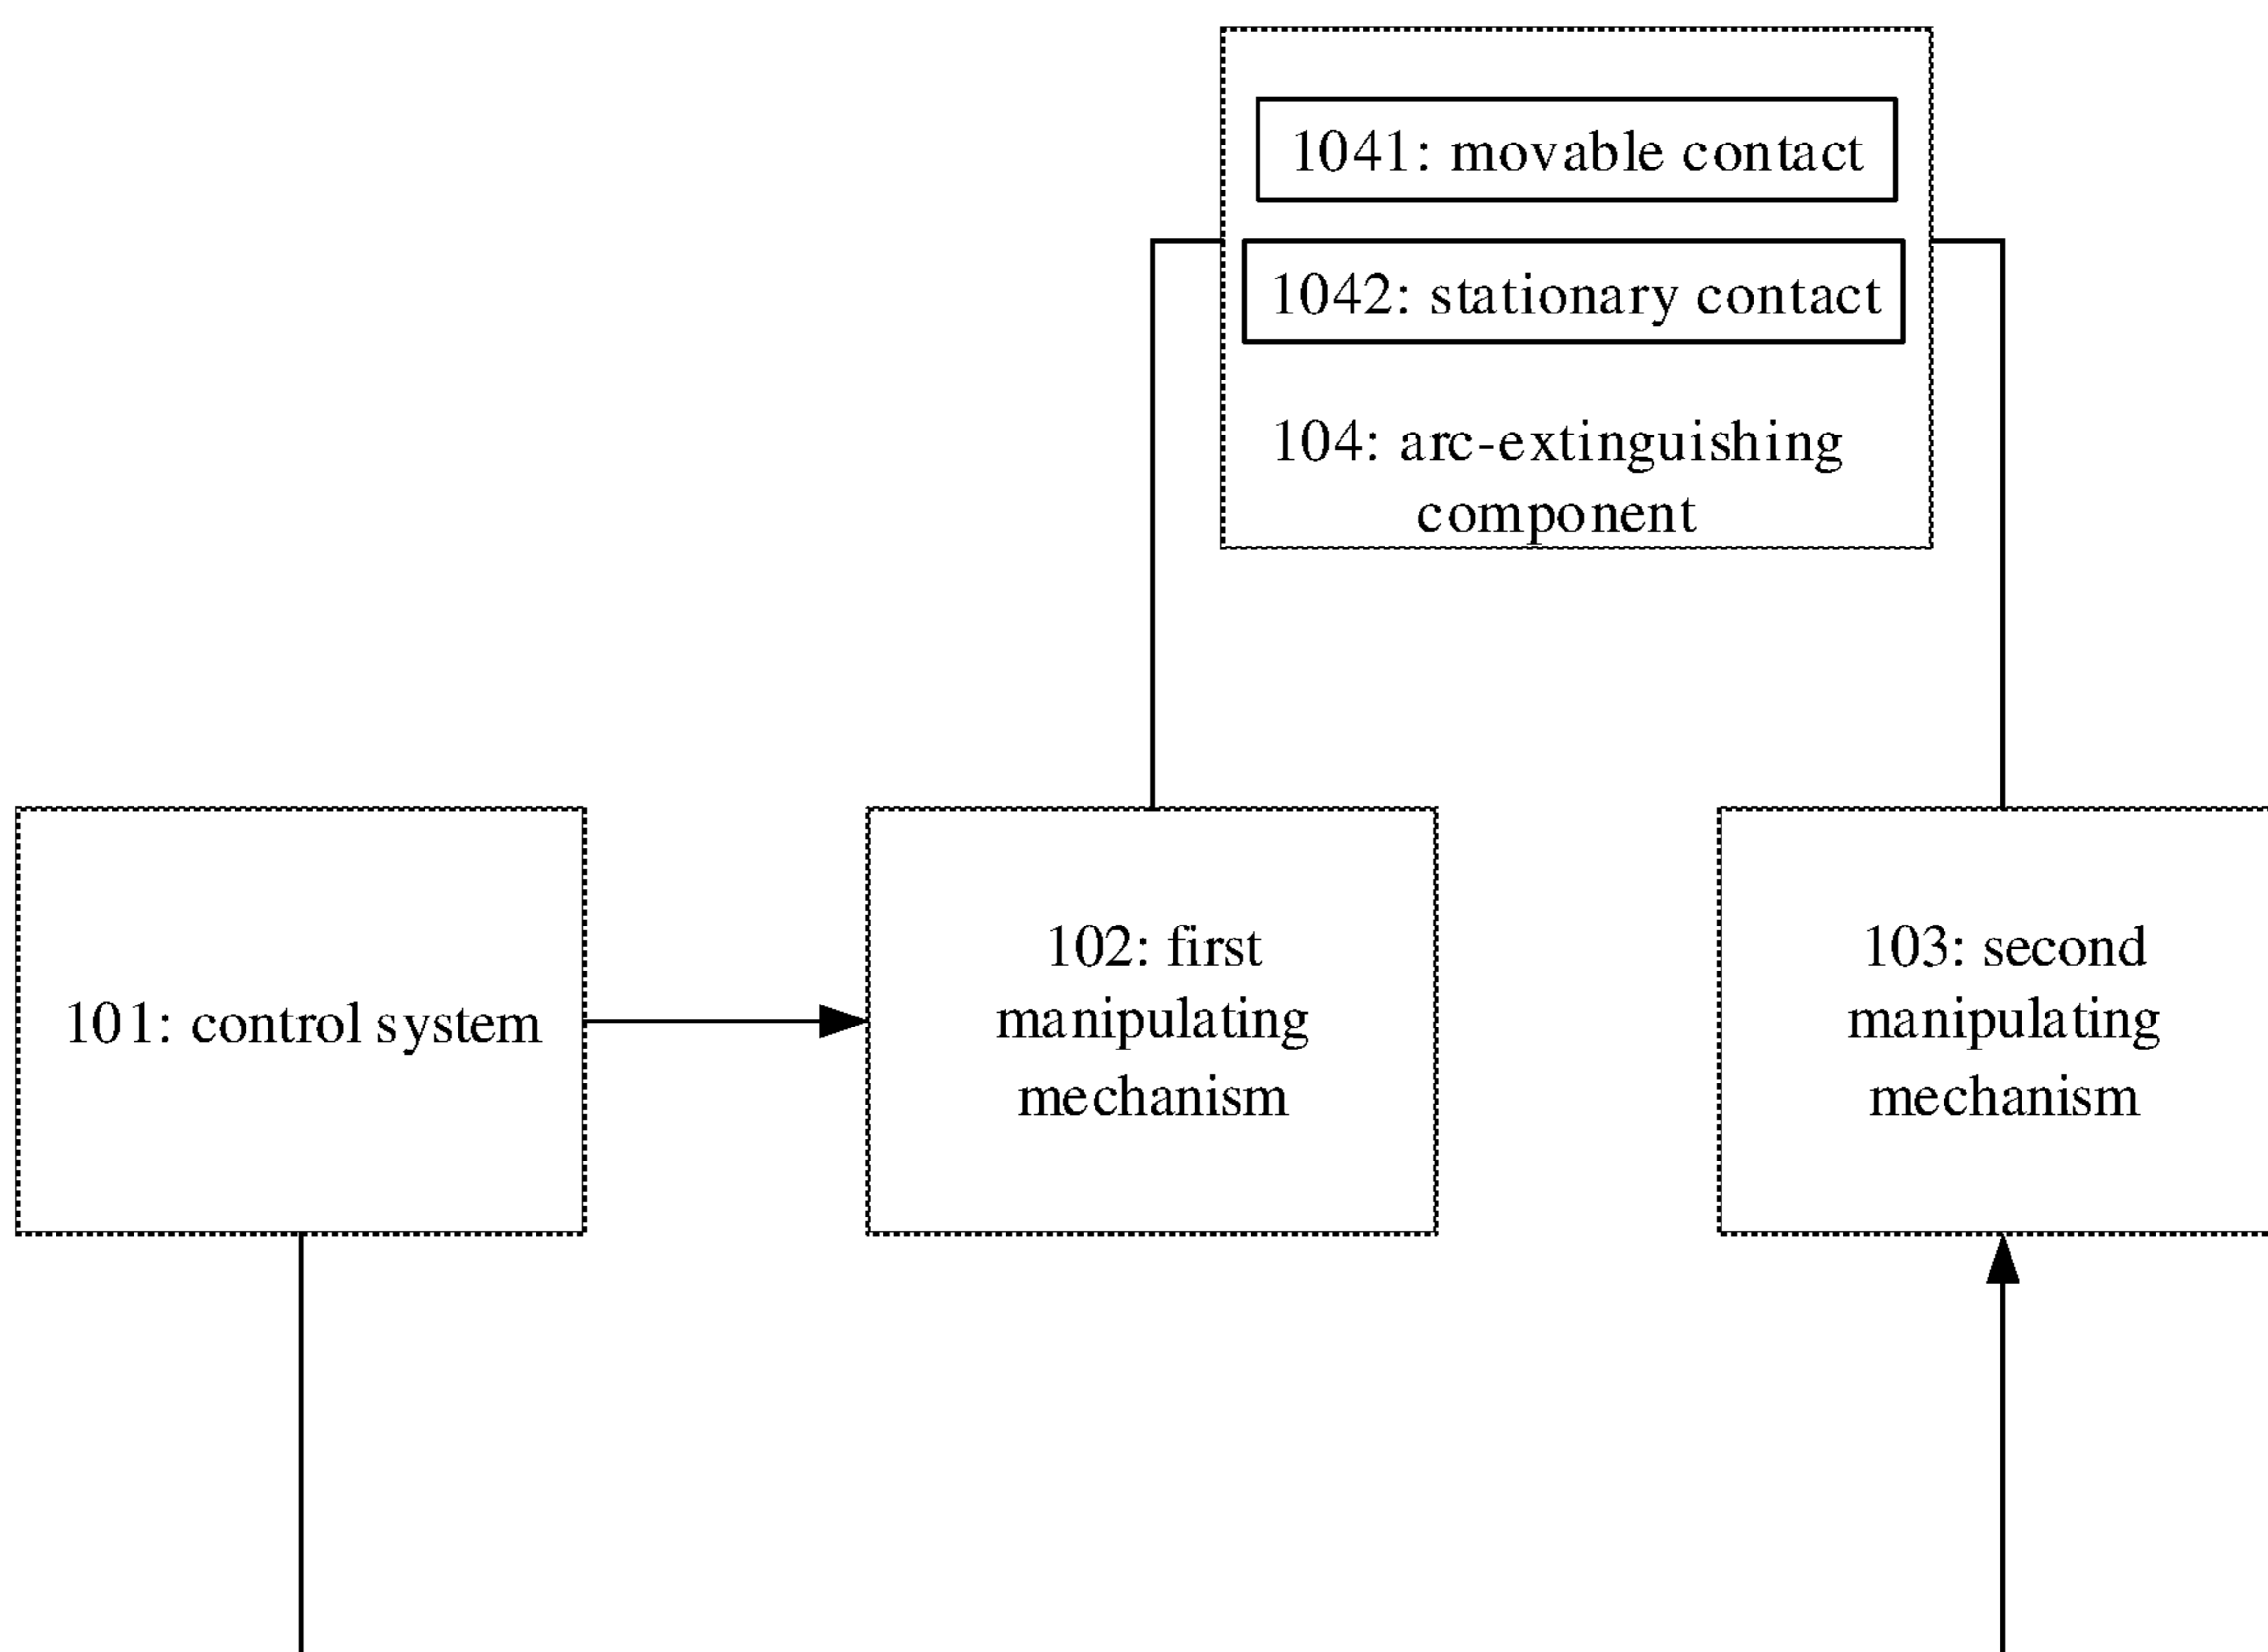 1041: movable contact
1042: stationary contact
104: arc-extinguishing
component
101: control system
102: first
manipulating
mechanism
103: second
manipulating
mechanism